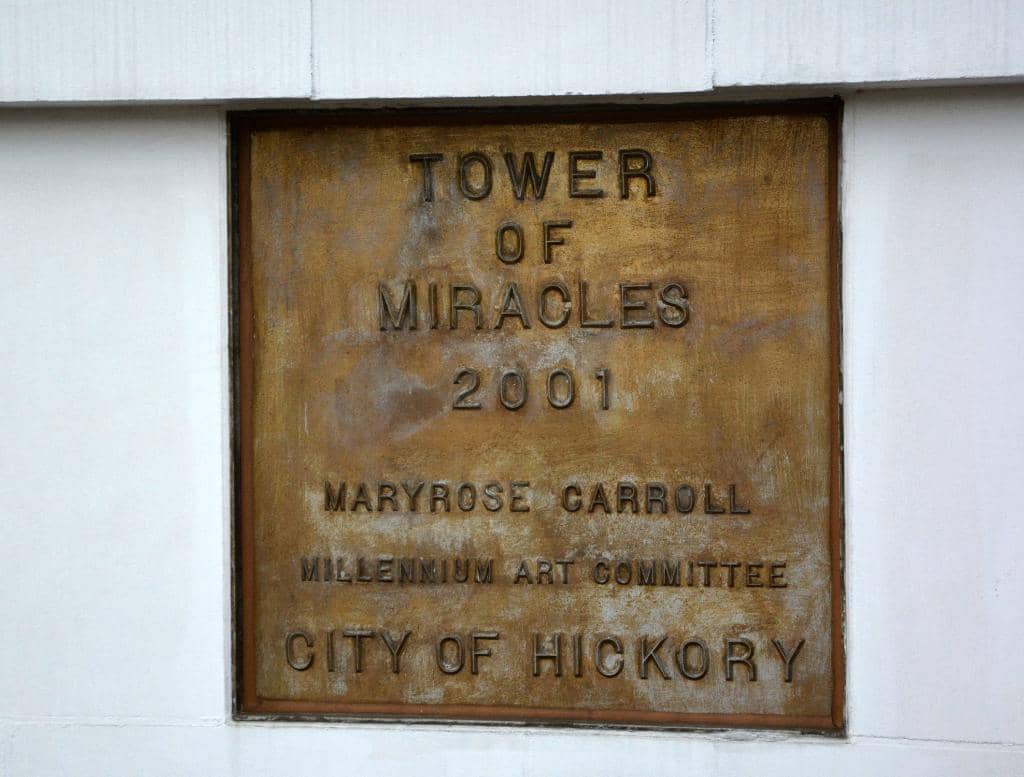 TOWER
OF
MIRACLES
2001
MARYROSE CARROLL
MILLENNIUM ART COMMITTEE
CITY OF HICKORY